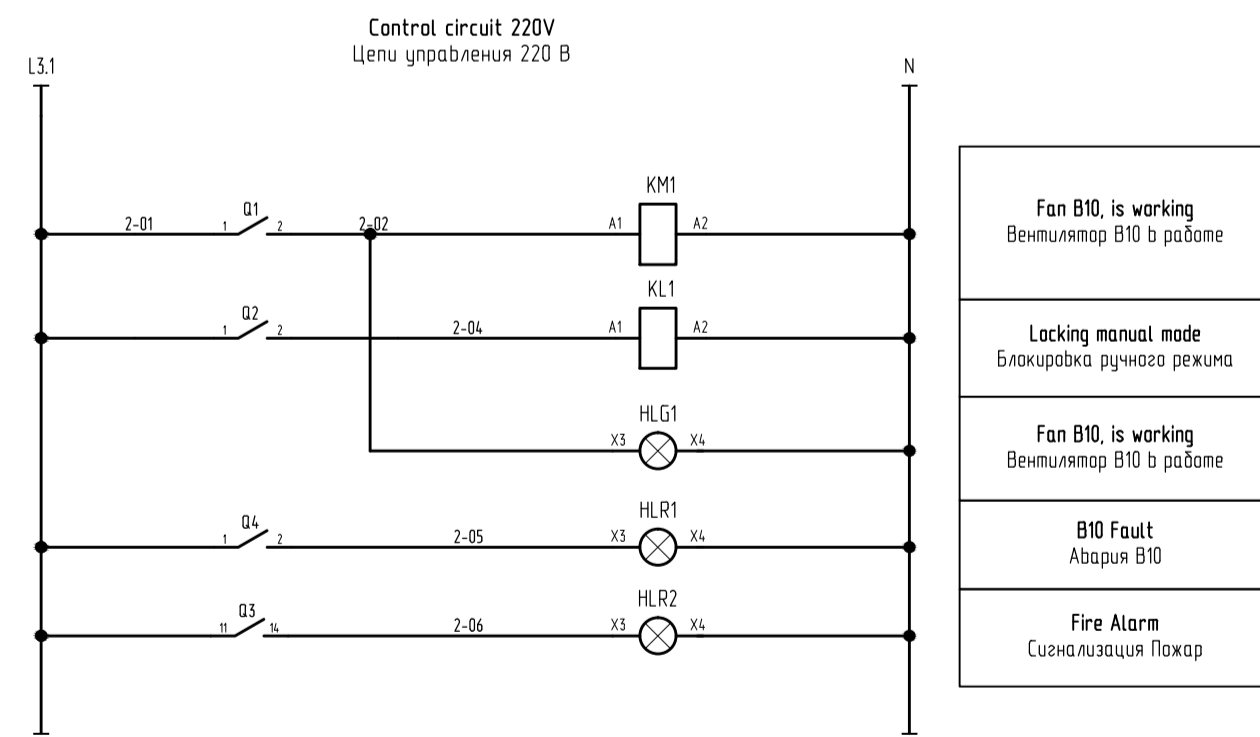 Control circuit 220V
Цепи управления 220 В
L3.1
N
KM1
2-01
1
Q1
2
2-02
A1
A2
Fan B10, is working
Вентилятор В10 в работе
KL1
1
Q2
2
2-04
A1
A2
Locking manual mode
Блокировка ручного режима
HLG1
X3
X4
Fan B10, is working
Вентилятор В10 в работе
HLR1
1
Q4
2
2-05
X3
X4
B10 Fault
Авария В10
HLR2
11
Q3
14
2-06
X3
X4
Fire Alarm
Сигнализация Пожар